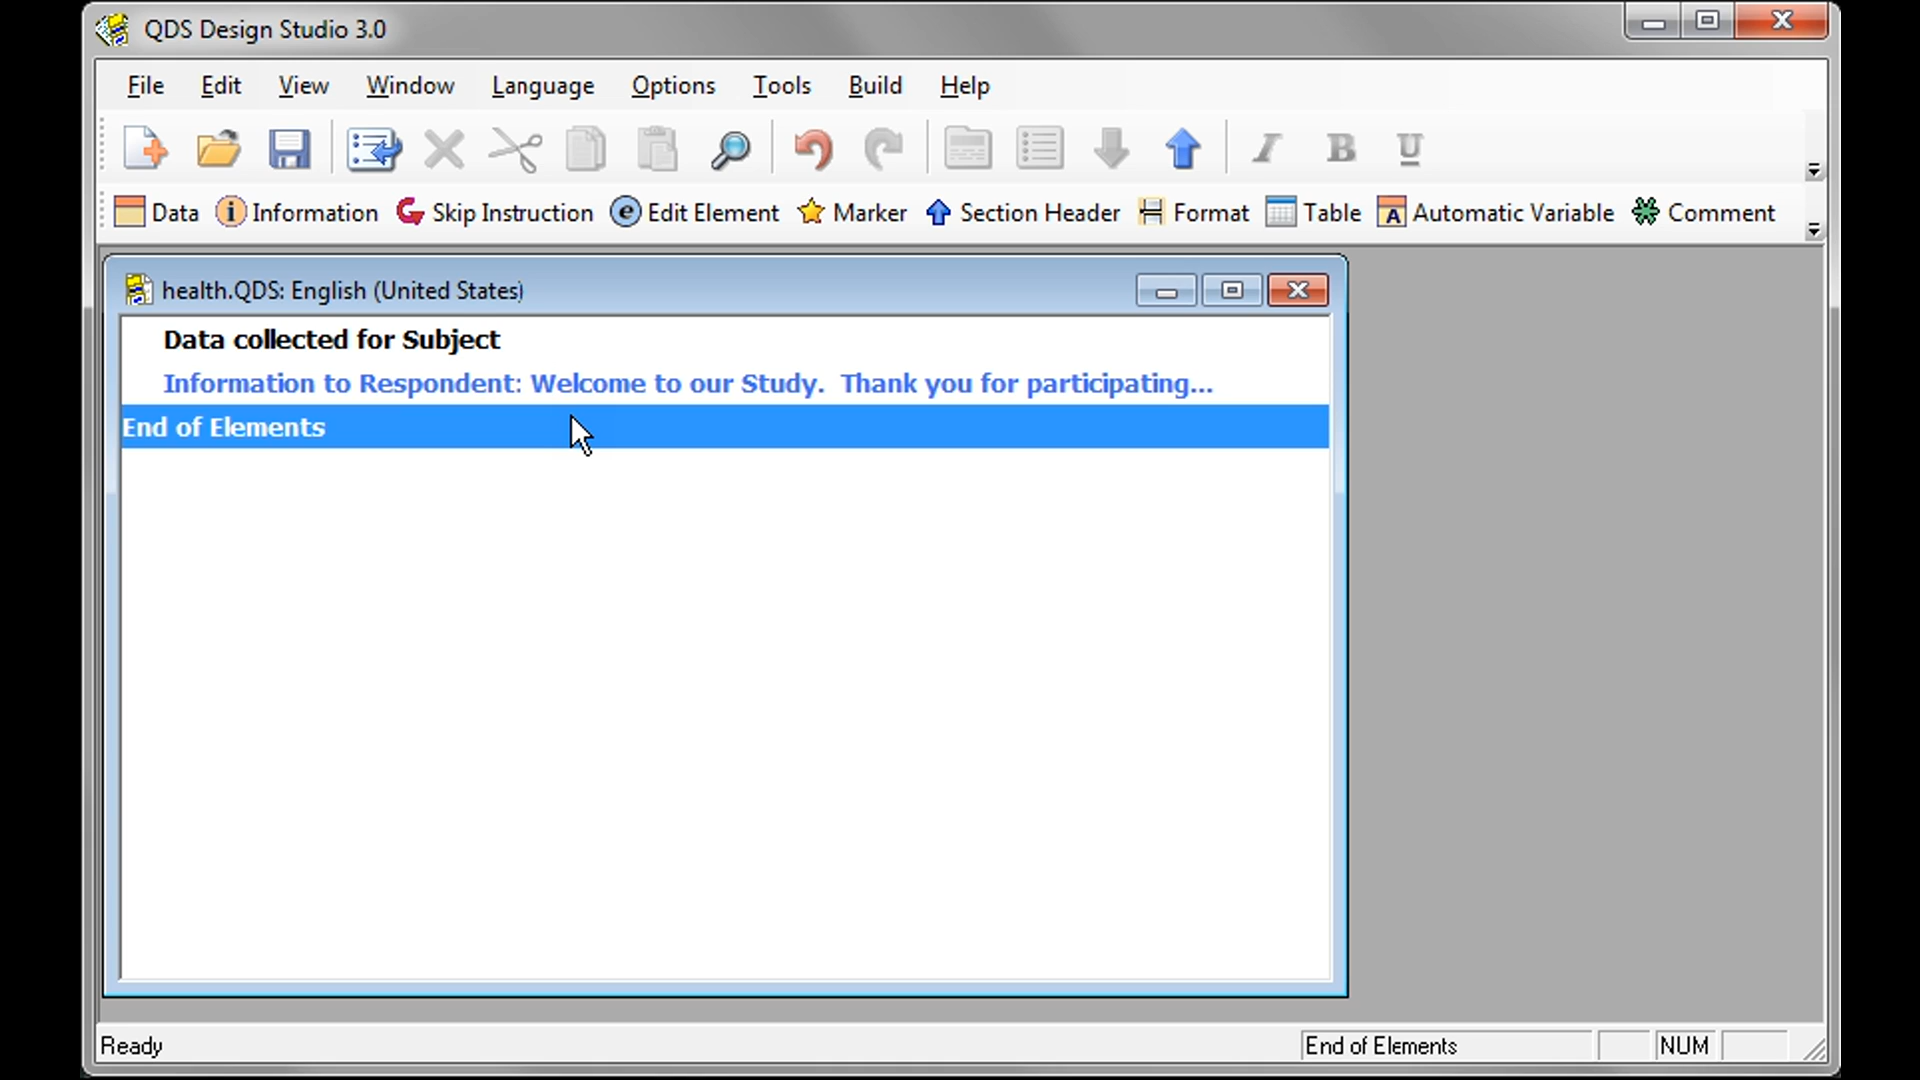 QDS Design Studio 3.0
File Edit View Window Language Options Tools Build Help
I B U
Data Information Skip Instruction Edit Element Marker Section Header Format Table Automatic Variable Comment
health.QDS: English (United States)
Data collected for Subject
Information to Respondent: Welcome to our Study. Thank you for participating...
End of Elements
Ready End of Elements NUM